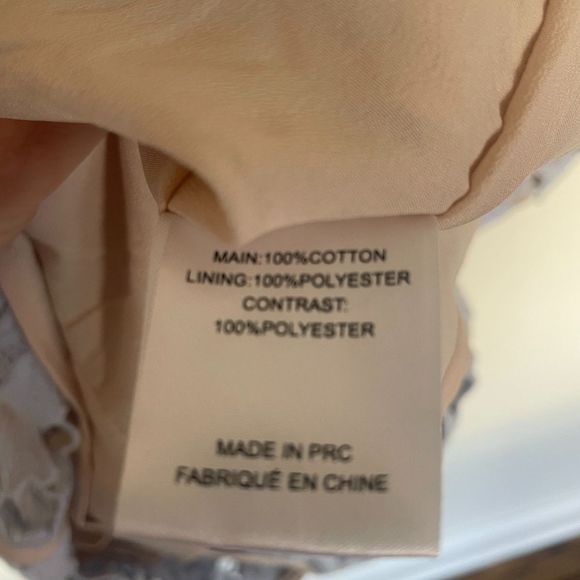 MAIN:100%COTTON
LINING:100%POLYESTER
CONTRAST:
100%POLYESTER
MADE IN PRC
FABRIQUÉ EN CHINE